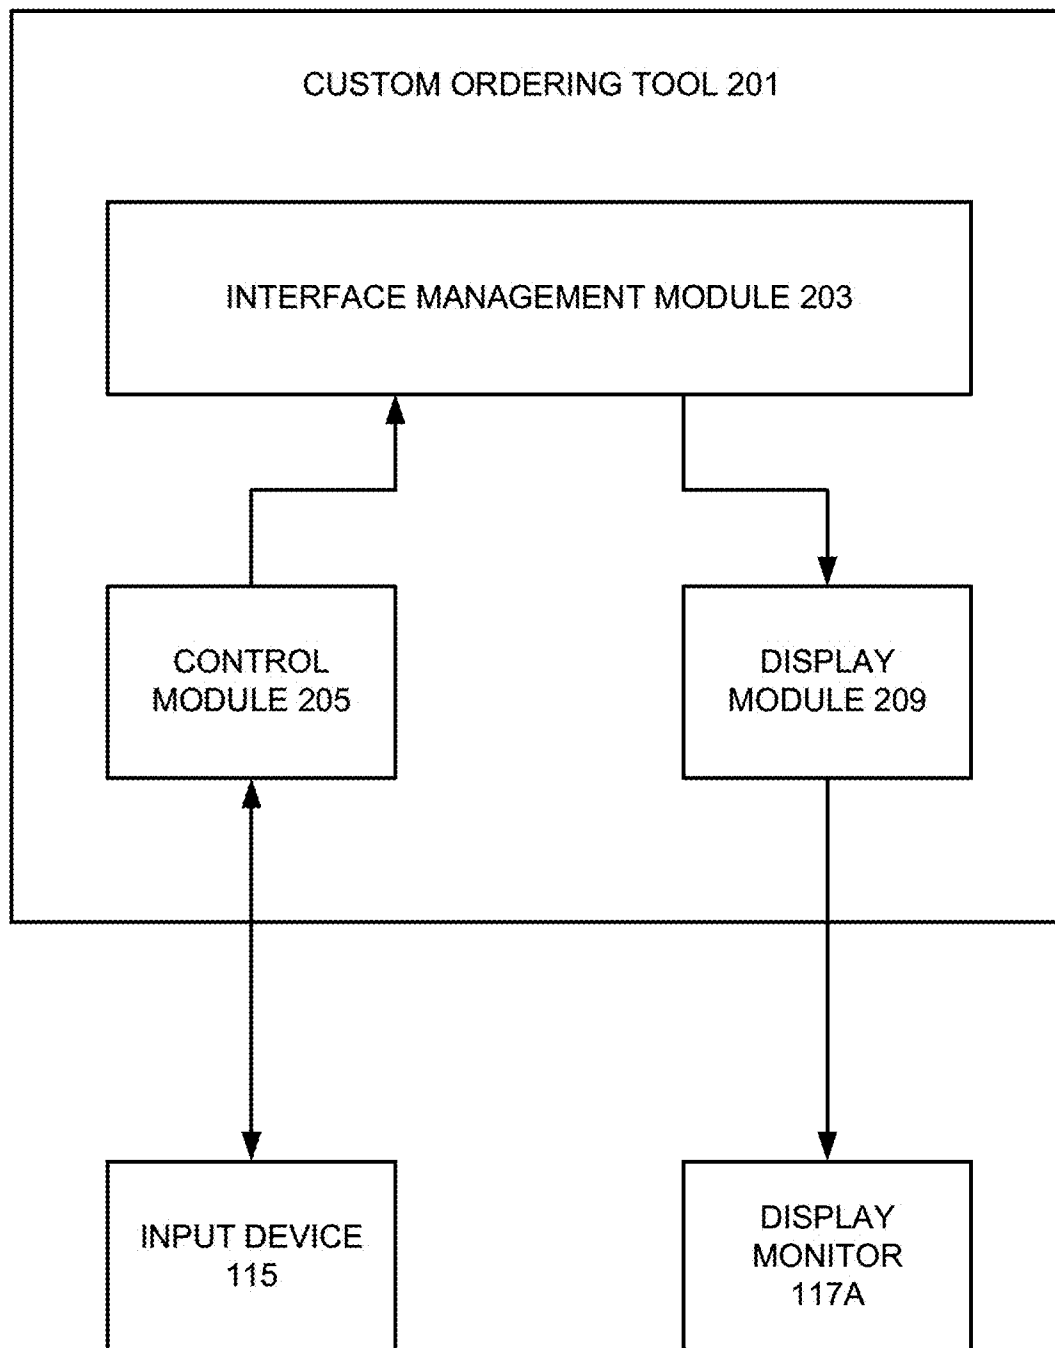 CUSTOM ORDERING TOOL 201
INTERFACE MANAGEMENT MODULE 203
CONTROL
MODULE 205
DISPLAY
MODULE 209
INPUT DEVICE
115
DISPLAY
MONITOR
117A